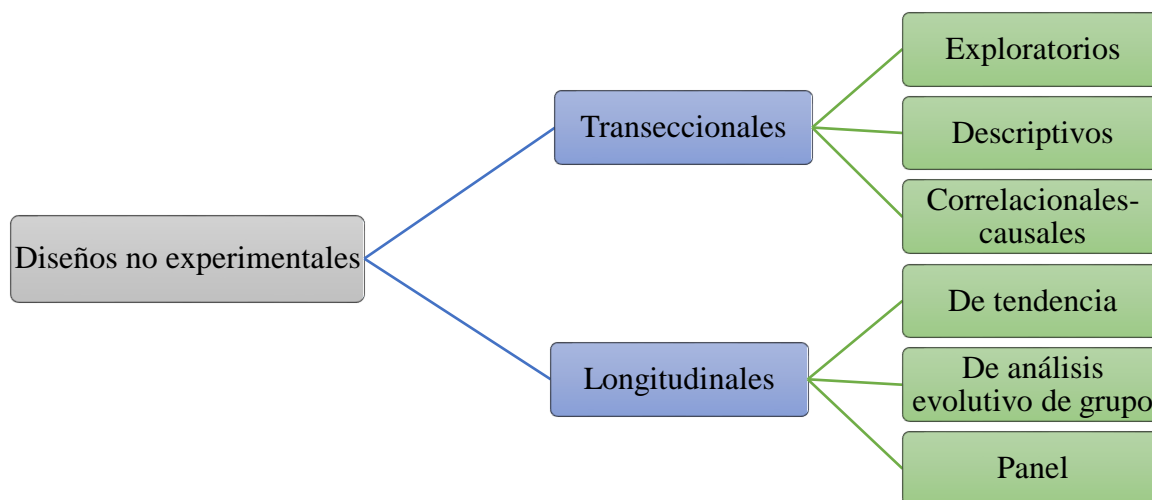 Diseños no experimentales
Transeccionales
Exploratorios
Descriptivos
Correlacionales-
causales
Longitudinales
De tendencia
De análisis
evolutivo de grupo
Panel